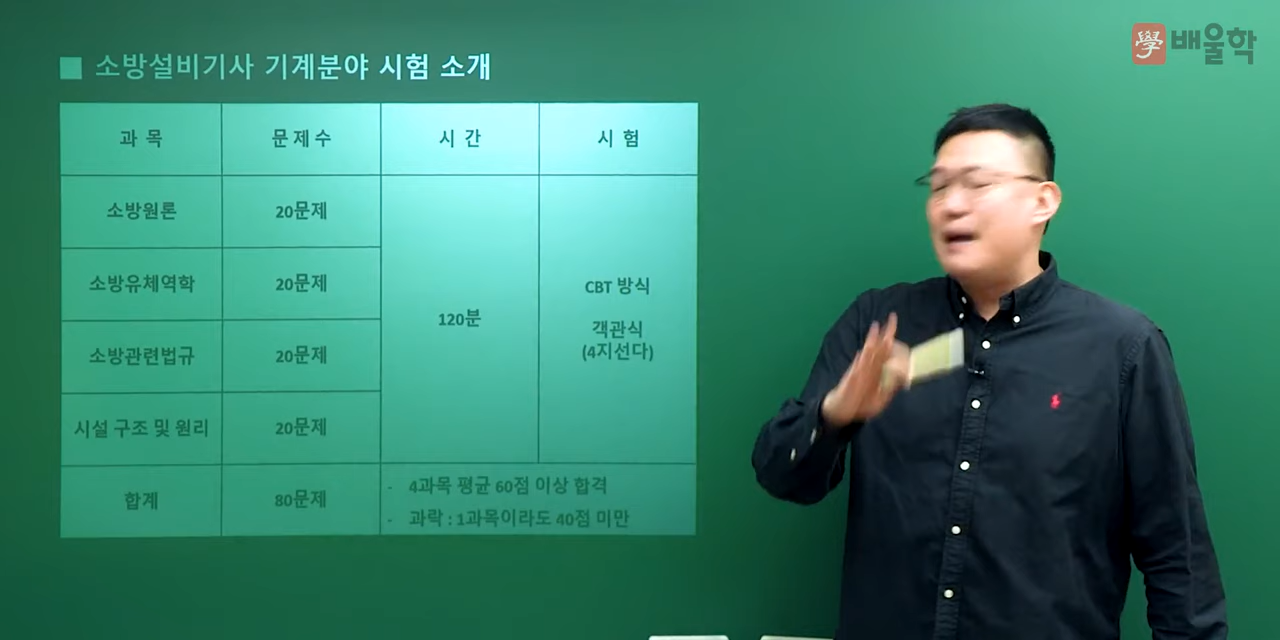 學 배울학
■ 소방설비기사 기계분야 시험 소개
과 목 문 제 수 시 간 시 험
소방원론 20문제
소방유체역학 20문제
120분
CBT 방식
객관식
(4지선다)
소방관련법규 20문제
시설 구조 및 원리 20문제
합계 80문제
- 4과목 평균 60점 이상 합격
- 과락 : 1과목이라도 40점 미만